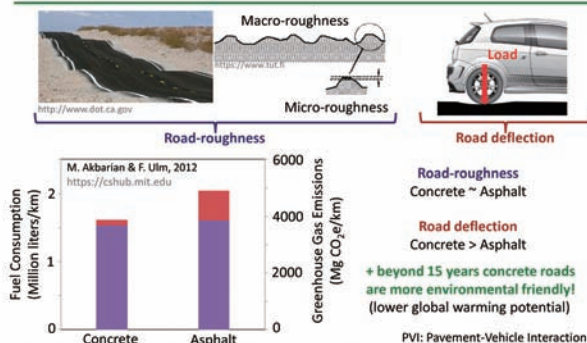 Macro-roughness
https://www.tut.fi
Micro-roughness
http://www.dot.ca.gov
Load
Road-roughness
Road deflection
M. Akbarian & F. Ulm, 2012
https://cshub.mit.edu
Fuel Consumption
(Million liters/km)
2
1
0
Concrete
Asphalt
6000
4000
2000
0
Greenhouse Gas Emissions
(Mg CO₂e/km)
Road-roughness
Concrete ~ Asphalt
Road deflection
Concrete > Asphalt
+ beyond 15 years concrete roads
are more environmental friendly!
(lower global warming potential)
PVI: Pavement-Vehicle Interaction